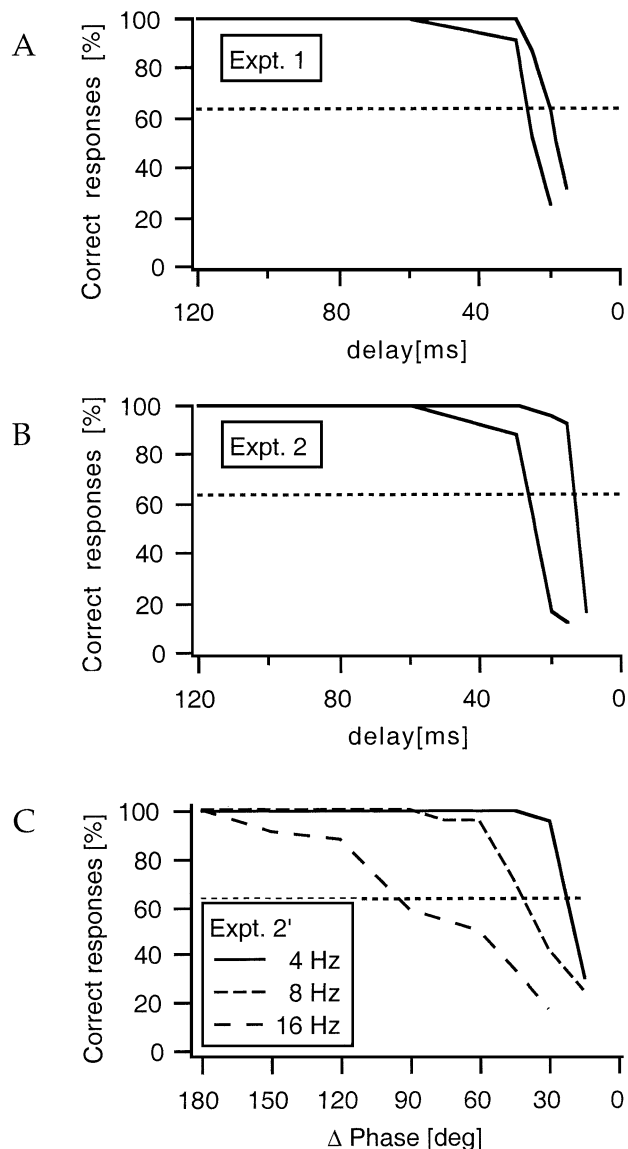 A
Correct responses [%]
100
80
60
40
20
0
Expt. 1
120 80 40 0
delay[ms]
B
Correct responses [%]
100
80
60
40
20
0
Expt. 2
120 80 40 0
delay[ms]
C
Correct responses [%]
100
80
60
40
20
0
Expt. 2'
4 Hz
8 Hz
16 Hz
180 150 120 90 60 30 0
Δ Phase [deg]